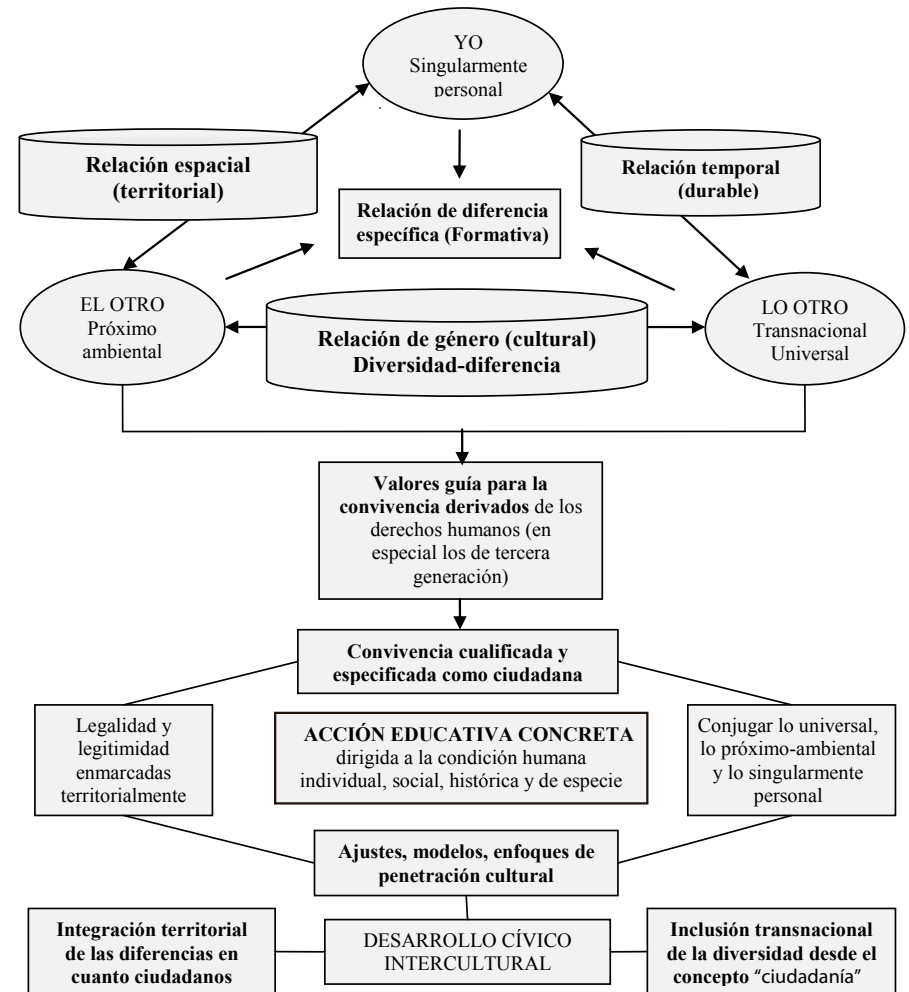 YO
Singularmente
personal
Relación espacial
(territorial)
Relación temporal
(durable)
Relación de diferencia
específica (Formativa)
EL OTRO
Próximo
ambiental
Relación de género (cultural)
Diversidad-diferencia
LO OTRO
Transnacional
Universal
Valores guía para la
convivencia derivados de los
derechos humanos (en
especial los de tercera
generación)
Convivencia cualificada y
especificada como ciudadana
Legalidad y
legitimidad
enmarcadas
territorialmente
ACCIÓN EDUCATIVA CONCRETA
dirigida a la condición humana
individual, social, histórica y de especie
Conjugar lo universal,
lo próximo-ambiental
y lo singularmente
personal
Ajustes, modelos, enfoques de
penetración cultural
Integración territorial
de las diferencias en
cuanto ciudadanos
DESARROLLO CÍVICO
INTERCULTURAL
Inclusión transnacional
de la diversidad desde el
concepto “ciudadanía”